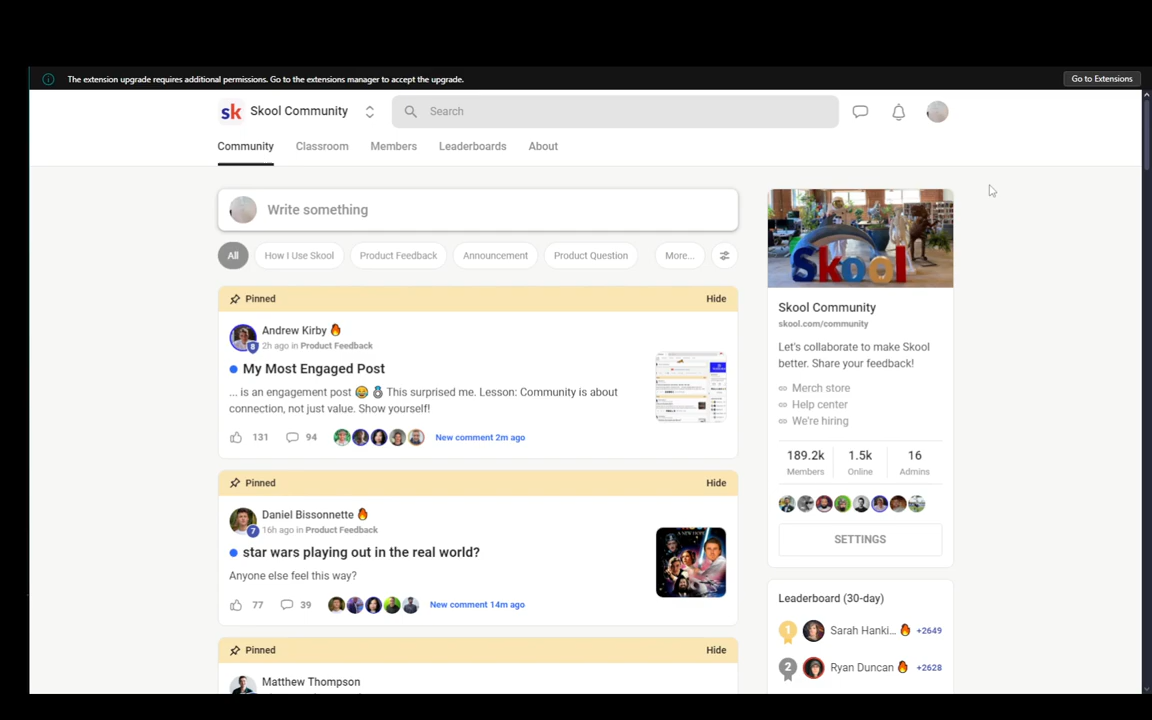 The extension upgrade requires additional permissions. Go to the extensions manager to accept the upgrade.
Go to Extensions
sk Skool Community
Search
Community Classroom Members Leaderboards About
Write something
All How I Use Skool Product Feedback Announcement Product Question More...
Pinned Hide
Andrew Kirby
2h ago in Product Feedback
My Most Engaged Post
... is an engagement post 😂 💍 This surprised me. Lesson: Community is about
connection, not just value. Show yourself!
131 94 New comment 2m ago
Pinned Hide
Daniel Bissonnette
7
16h ago in Product Feedback
star wars playing out in the real world?
Anyone else feel this way?
77 39 New comment 14m ago
Pinned Hide
Matthew Thompson
Skool
Skool Community
skool.com/community
Let's collaborate to make Skool
better. Share your feedback!
Merch store
Help center
We're hiring
189.2k 1.5k 16
Members Online Admins
SETTINGS
Leaderboard (30-day)
1 Sarah Hanki... +2649
2 Ryan Duncan +2628